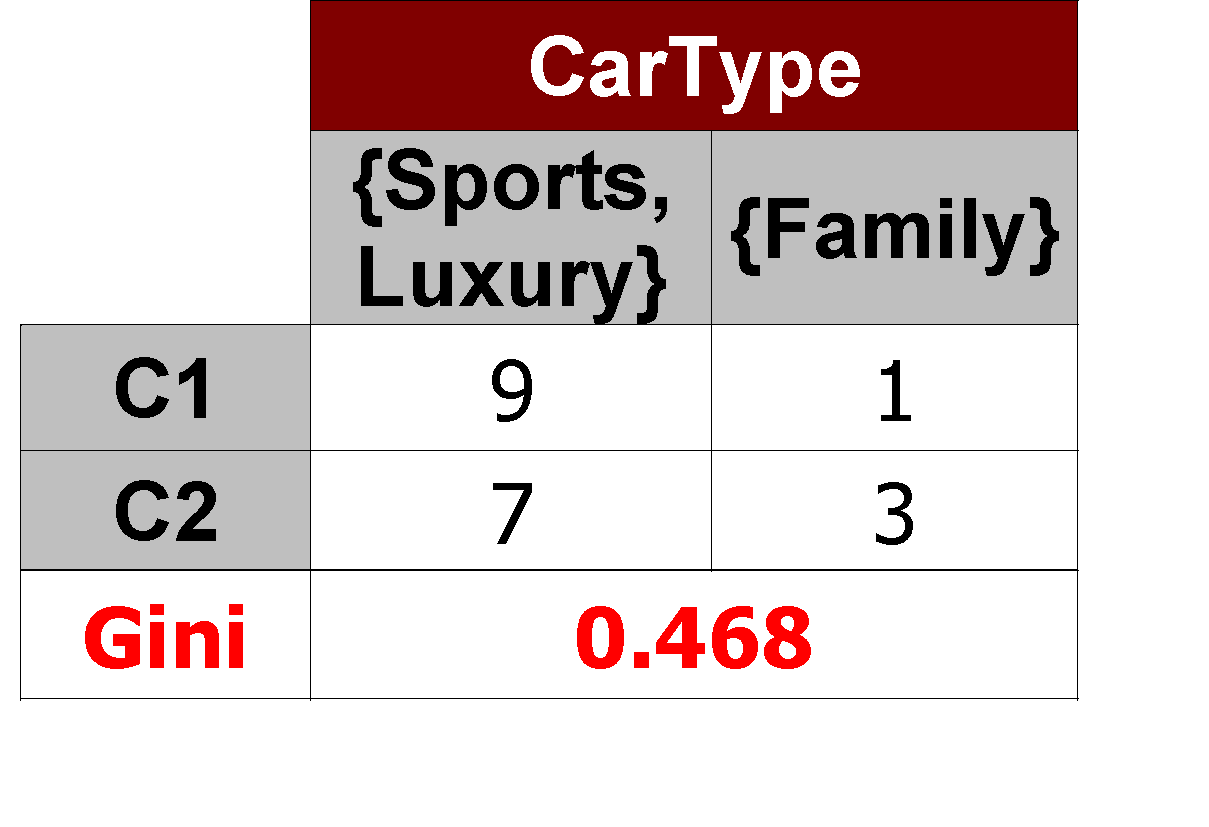 CarType
{Sports,
Luxury}
{Family}
C1 9 1
C2 7 3
Gini 0.468